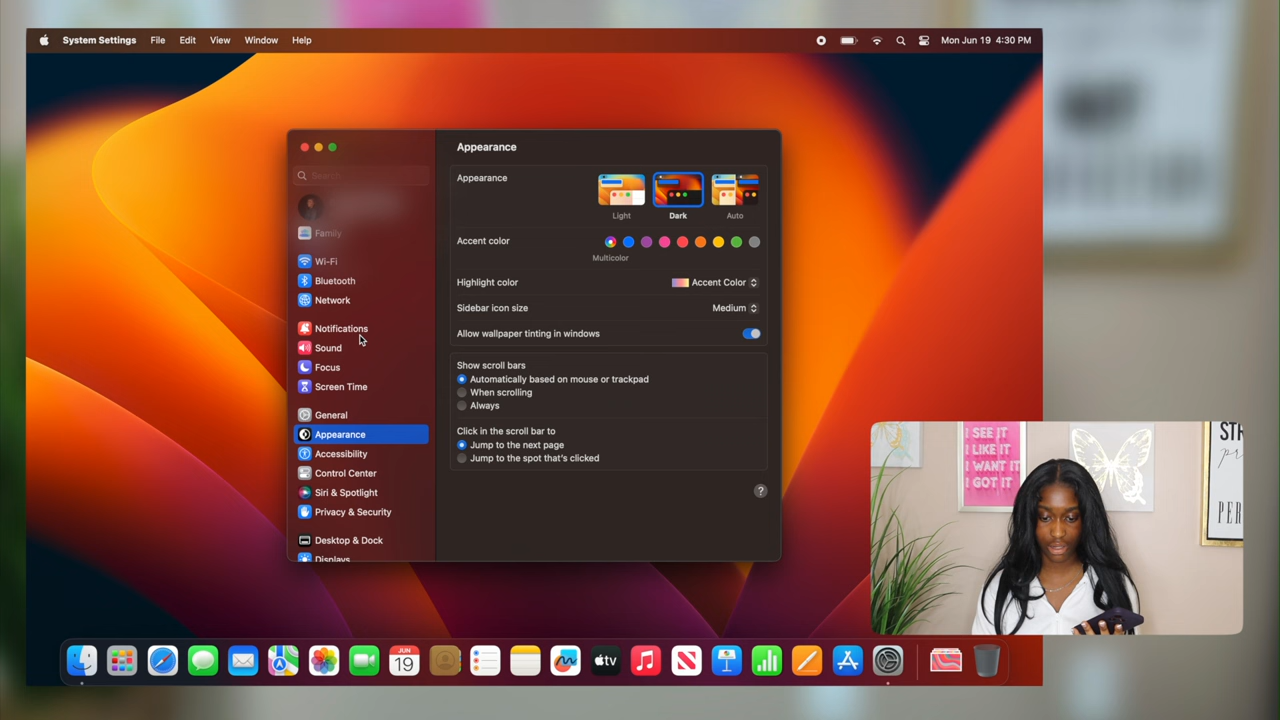 System Settings File Edit View Window Help Mon Jun 19 4:30 PM
Appearance
Search
Family
Wi-Fi
Bluetooth
Network
Notifications
Sound
Focus
Screen Time
General
Appearance
Accessibility
Control Center
Siri & Spotlight
Privacy & Security
Desktop & Dock
Displays
Appearance
Light
Dark
Auto
Accent color
Multicolor
Highlight color
Accent Color
Sidebar icon size
Medium
Allow wallpaper tinting in windows
Show scroll bars
Automatically based on mouse or trackpad
When scrolling
Always
Click in the scroll bar to
Jump to the next page
Jump to the spot that's clicked
?
I SEE IT
I LIKE IT
I WANT IT
I GOT IT
STR
PER
JUN
19
tv